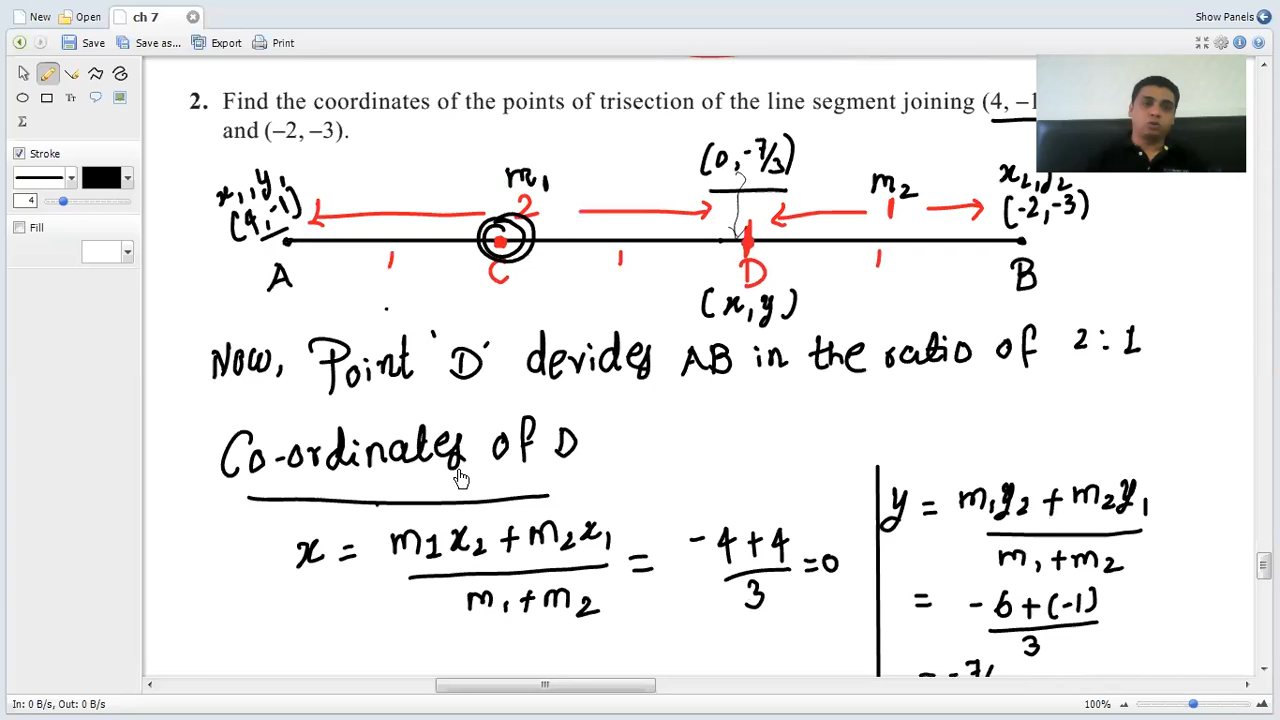 New Open ch 7 Show Panels
Save Save as... Export Print
Stroke
4
Fill
2. Find the coordinates of the points of trisection of the line segment joining (4, –1
and (–2, –3).
(0, -7/3)
x1, y1 m1 m2 x2, y2
(4, -1) 2 1 (-2, -3)
1 1 1
A C D B
(x, y)
Now, Point 'D' devides AB in the ratio of 2 : 1
Co-ordinates of D
x = m1x2 + m2x1 / m1 + m2 = -4 + 4 / 3 = 0
y = m1y2 + m2y1 / m1 + m2
= -6 + (-1) / 3
= -7/
In: 0 B/s, Out: 0 B/s 100%